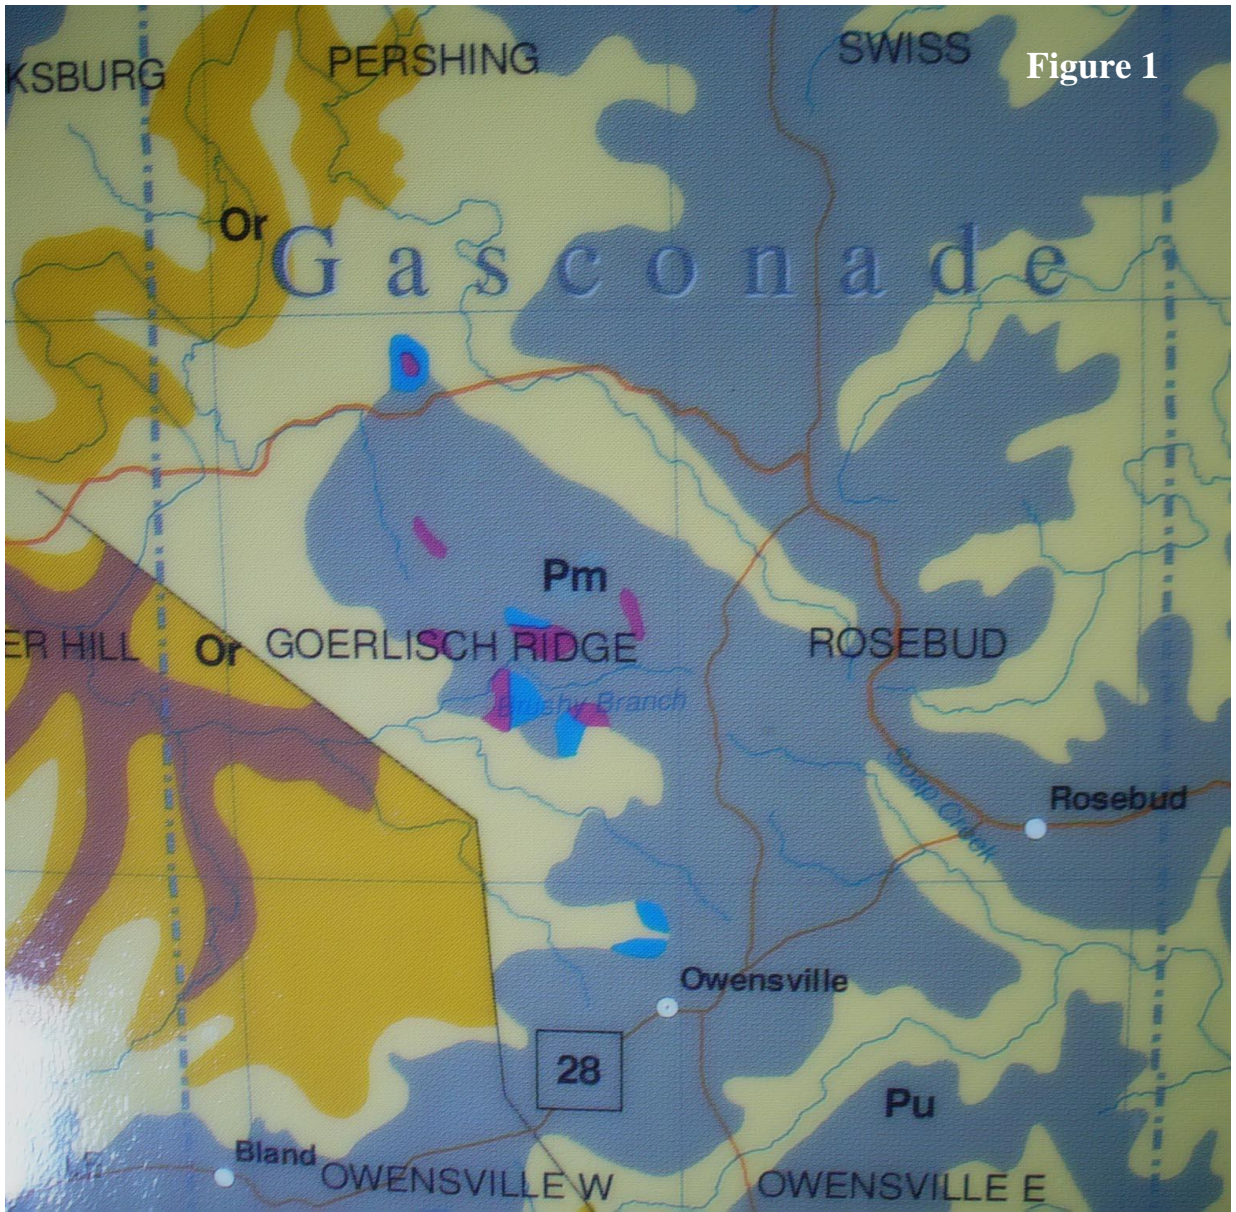 PERSHING
SWISS
Figure 1
KSBURG
Or
Gasconade
Pm
ER HILL
Or
GOERLISCH RIDGE
ROSEBUD
Brushy Branch
Soap Creek
Rosebud
Owensville
28
Pu
Bland
OWENSVILLE W
OWENSVILLE E